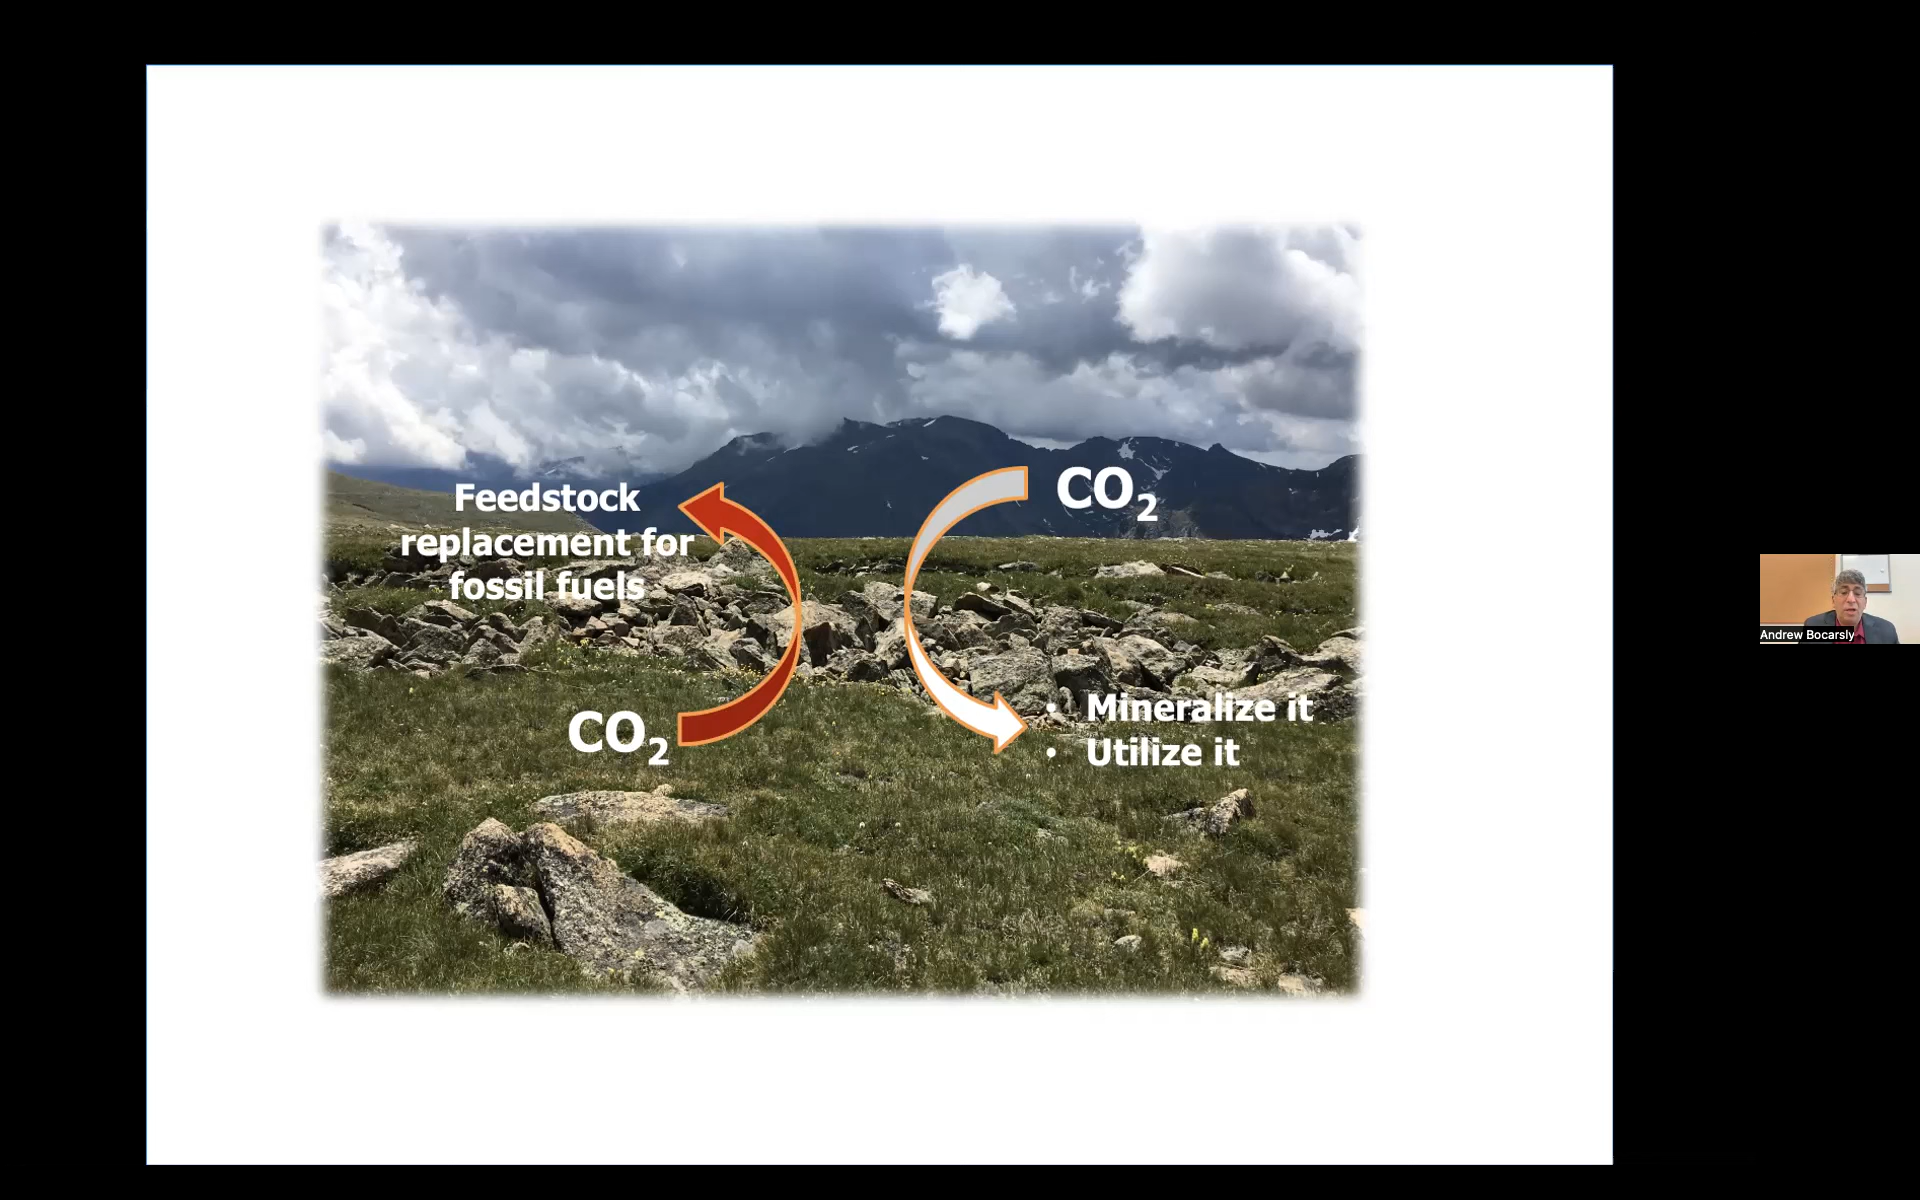 Feedstock
replacement for
fossil fuels
CO₂
CO₂
• Mineralize it
• Utilize it
Andrew Bocarsly